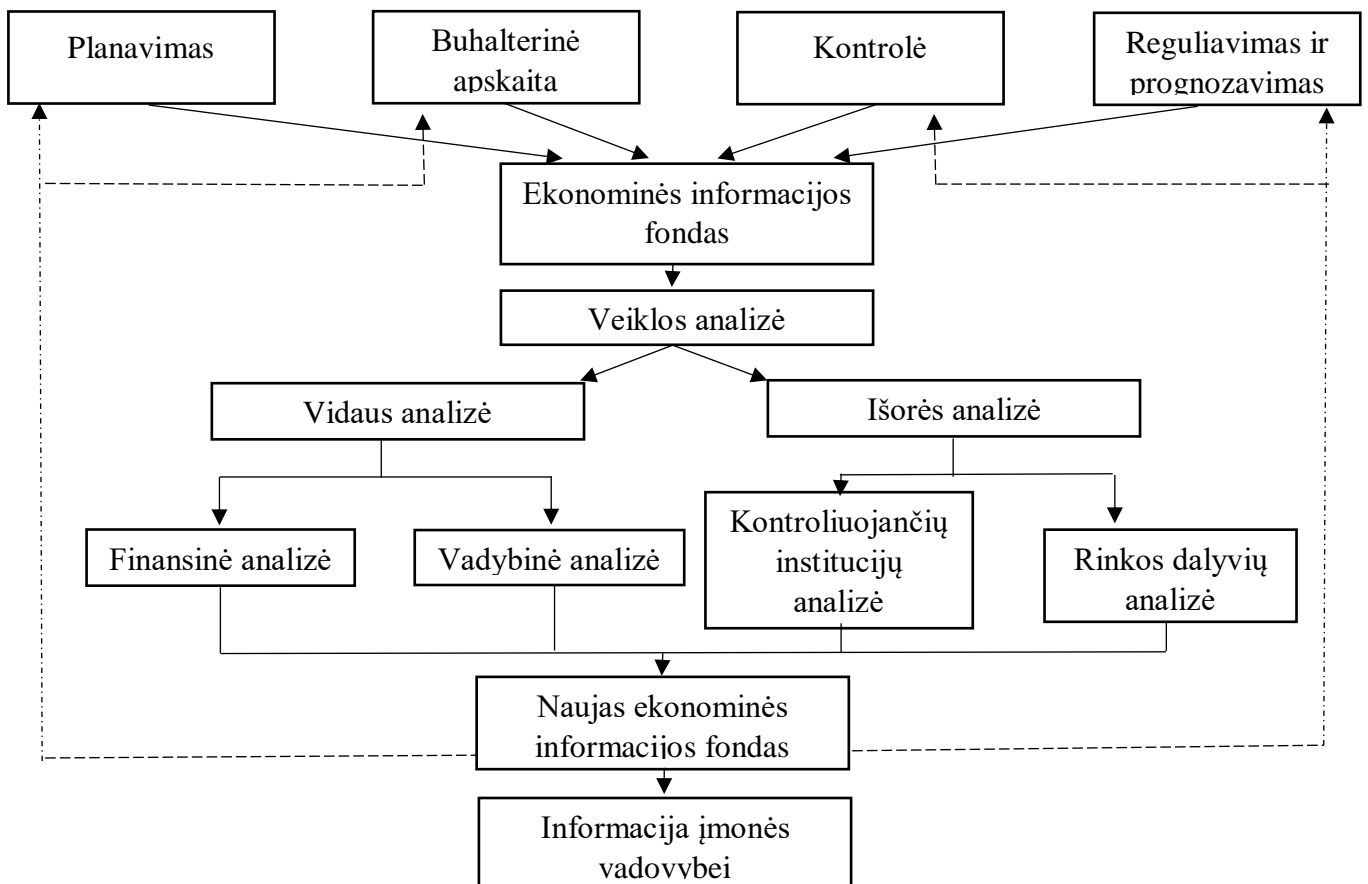 Planavimas
Buhalterinė
apskaita
Kontrolė
Reguliavimas ir
prognozavimas
Ekonominės informacijos
fondas
Veiklos analizė
Vidaus analizė
Išorės analizė
Finansinė analizė
Vadybinė analizė
Kontroliuojančių
institucijų
analizė
Rinkos dalyvių
analizė
Naujas ekonominės
informacijos fondas
Informacija įmonės
vadovybei